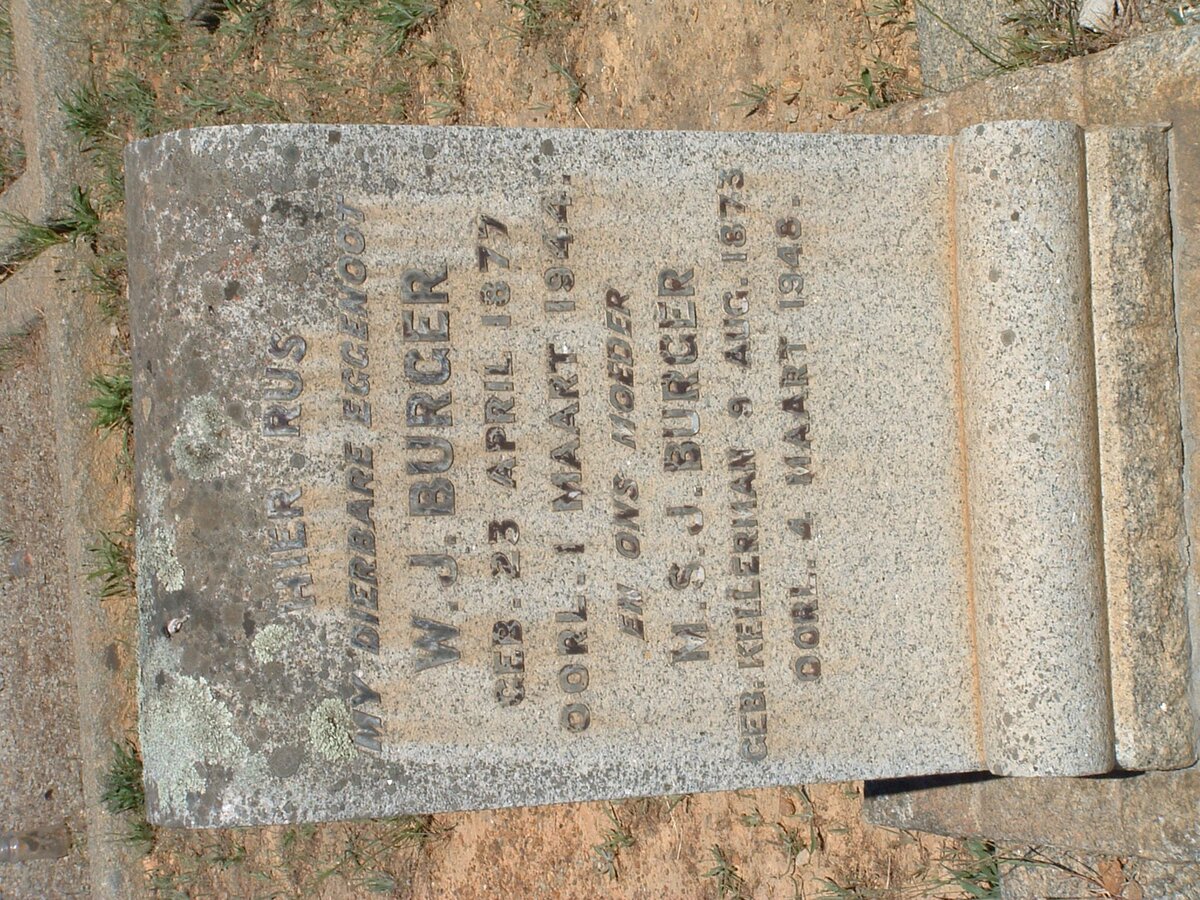 HIER RUS
MY DIERBARE EGGENOOT
W. J. BURGER
GEB. 23 APRIL 1877
OORL. 1 MAART 1944.
EN ONS MOEDER
M. S. J. BURGER
GEB. KELLERMAN 9 AUG. 1873
OORL. 4 MAART 1948.